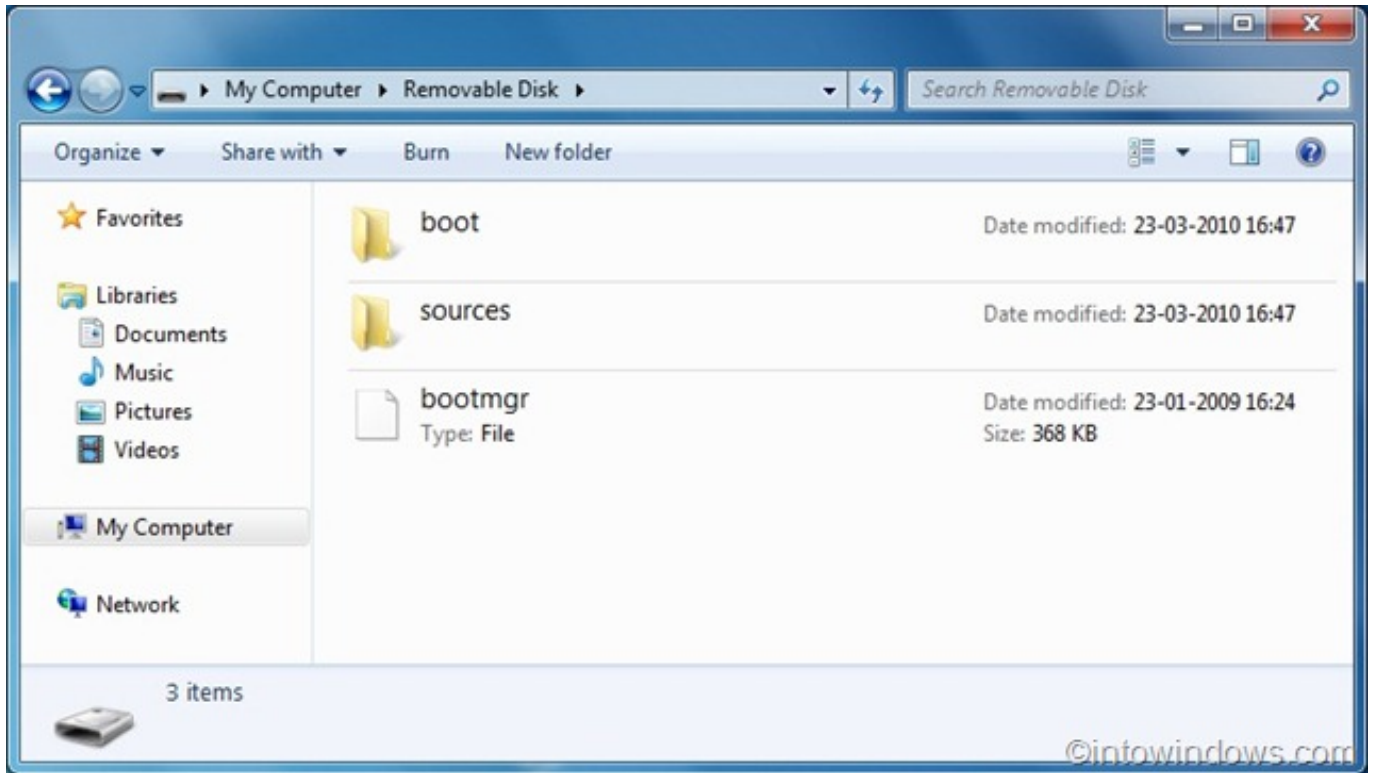 My Computer Removable Disk Search Removable Disk
Organize Share with Burn New folder
Favorites
Libraries
Documents
Music
Pictures
Videos
My Computer
Network
boot Date modified: 23-03-2010 16:47
sources Date modified: 23-03-2010 16:47
bootmgr Date modified: 23-01-2009 16:24
Type: File Size: 368 KB
3 items
©intowindows.com